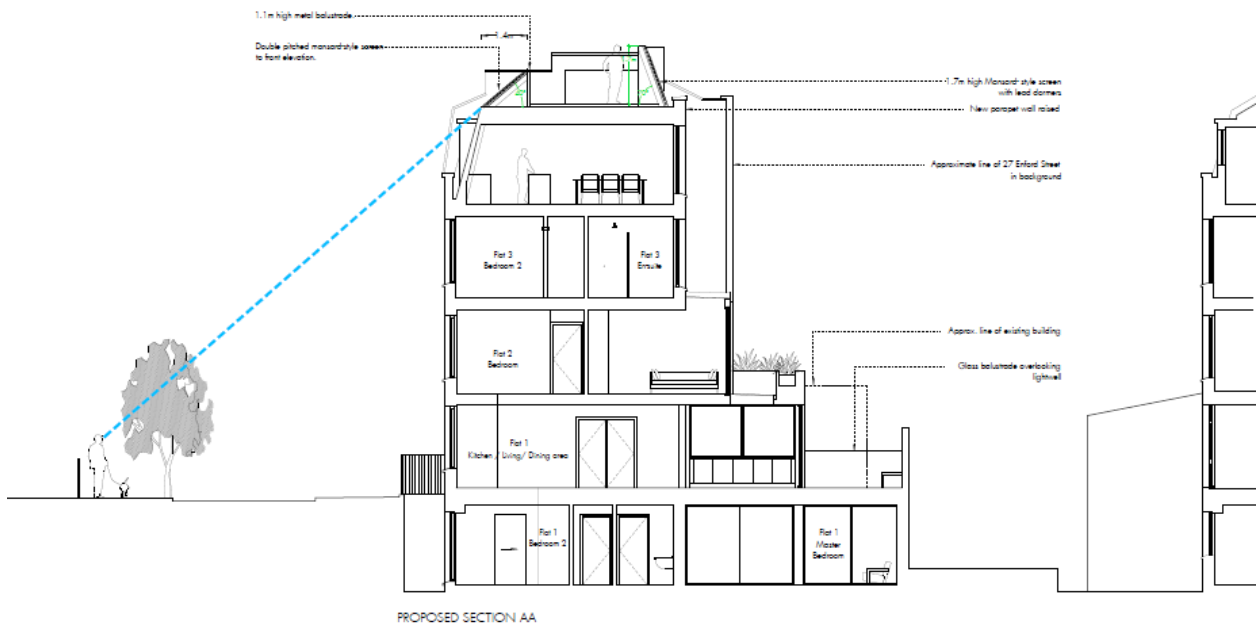 1.1m high metal balustrade.
1.4m
Double pitched mansard-style screen
to front elevation.
1.7m high Mansard- style screen
with lead dormers
New parapet wall raised
Approximate line of 27 Enford Street
in background
Flat 3
Bedroom 2
Flat 3
Ensuite
Flat 2
Bedroom
Approx. line of existing building
Glass balustrade overlooking
lightwell
Flat 1
Kitchen / Living/ Dining area
Flat 1
Bedroom 2
Flat 1
Master
Bedroom
PROPOSED SECTION AA